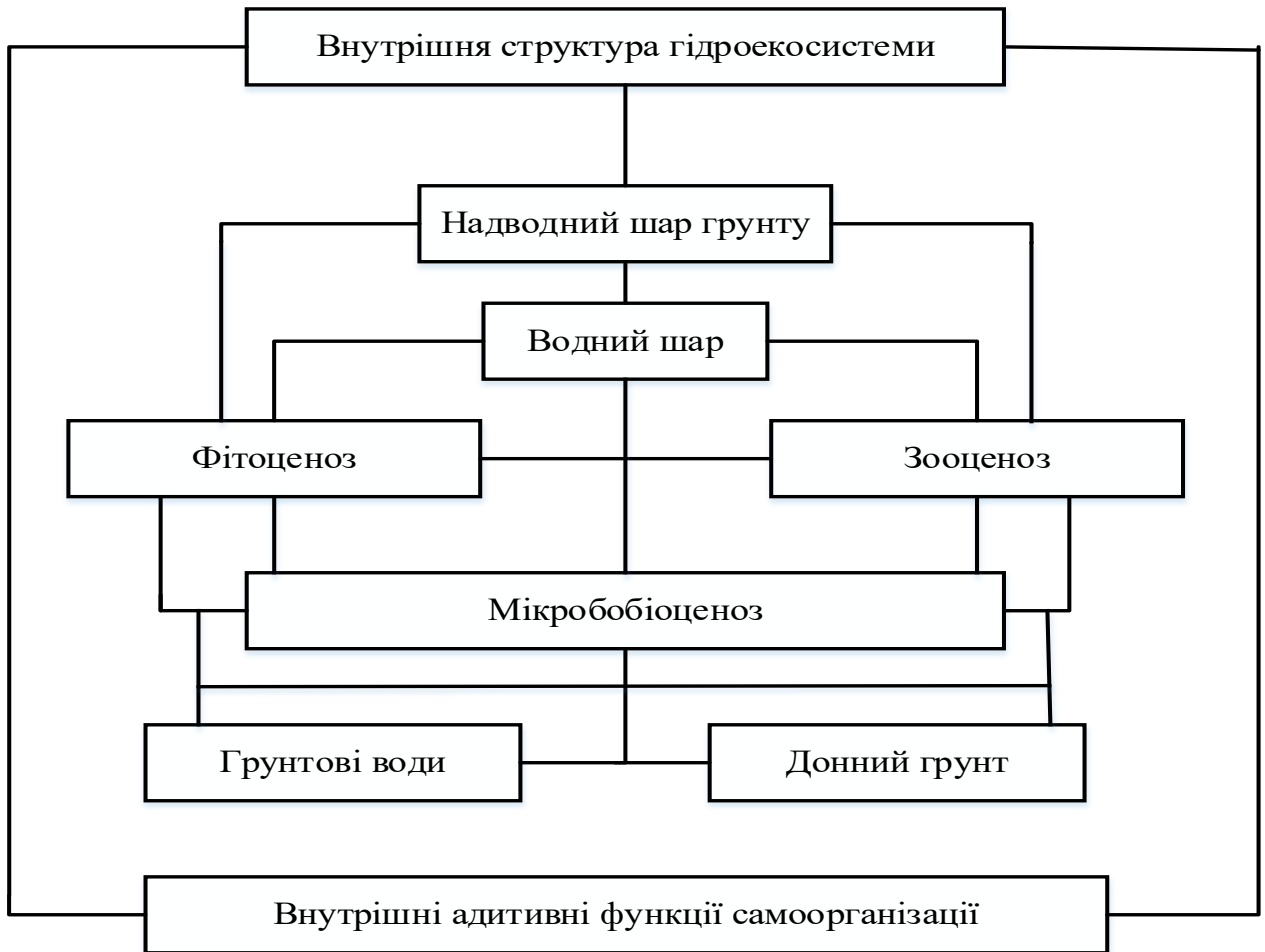 Внутрішня структура гідроекосистеми
Надводний шар грунту
Водний шар
Фітоценоз
Зооценоз
Мікробобіоценоз
Грунтові води
Донний грунт
Внутрішні адитивні функції самоорганізації